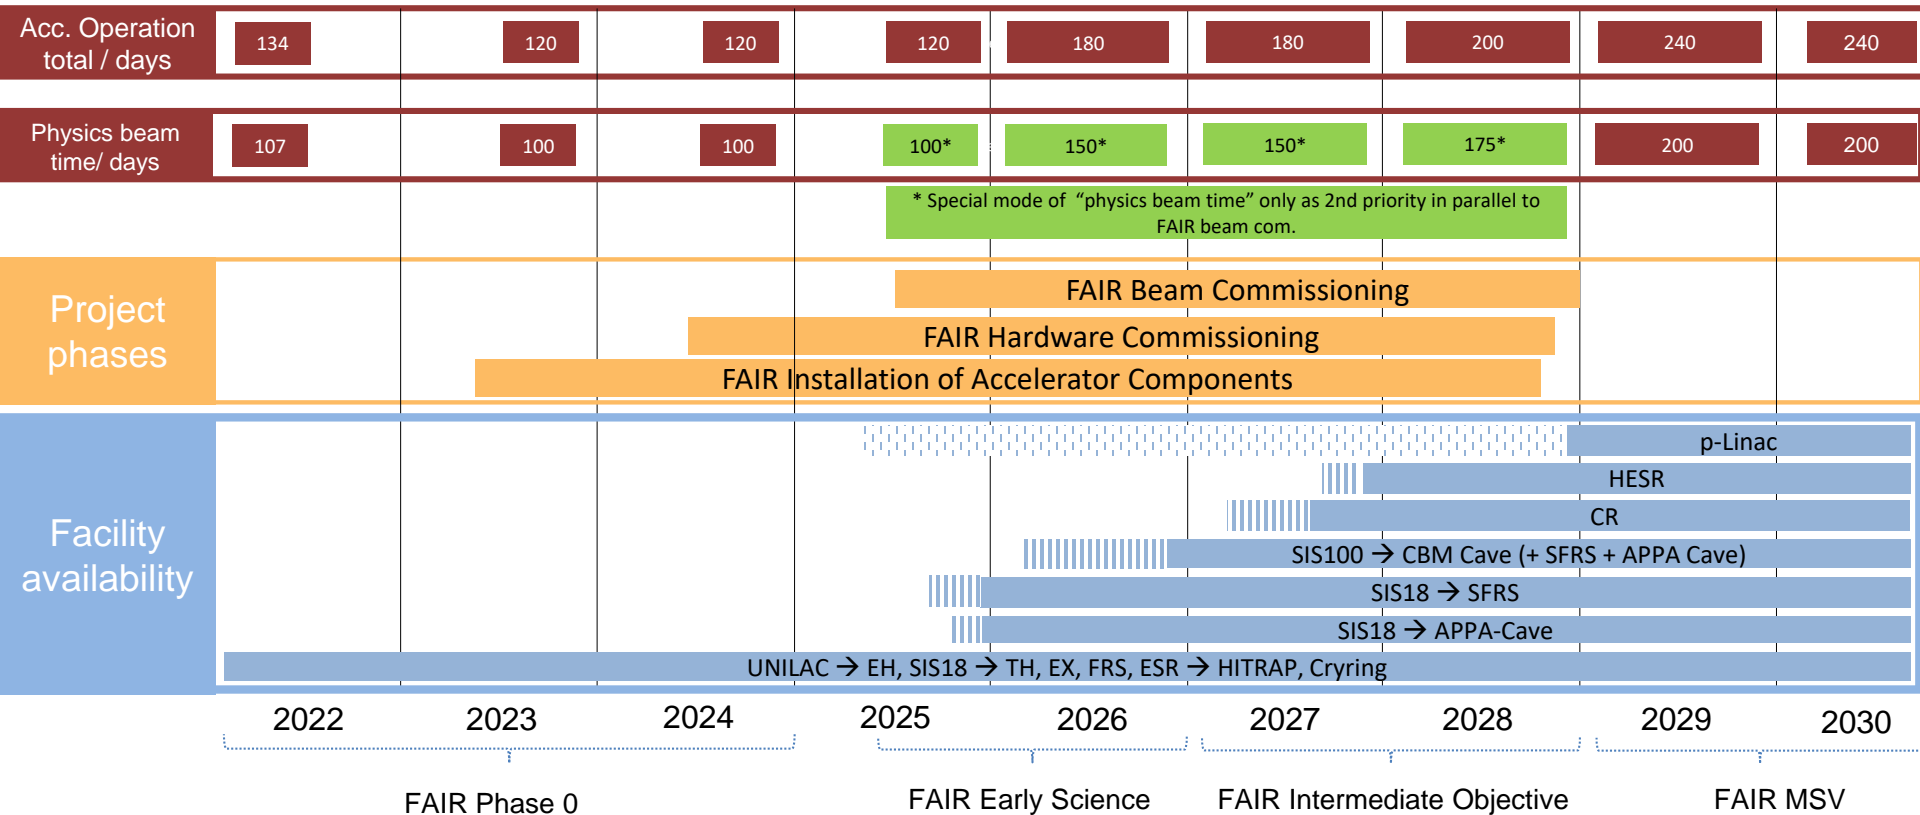 Acc. Operation
total / days
134
120
120
120
180
180
200
240
240
Physics beam
time/ days
107
100
100
100*
150*
150*
175*
200
200
* Special mode of “physics beam time” only as 2nd priority in parallel to
FAIR beam com.
Project
phases
FAIR Beam Commissioning
FAIR Hardware Commissioning
FAIR Installation of Accelerator Components
Facility
availability
p-Linac
HESR
CR
SIS100 → CBM Cave (+ SFRS + APPA Cave)
SIS18 → SFRS
SIS18 → APPA-Cave
UNILAC → EH, SIS18 → TH, EX, FRS, ESR → HITRAP, Cryring
2022
2023
2024
2025
2026
2027
2028
2029
2030
FAIR Phase 0
FAIR Early Science
FAIR Intermediate Objective
FAIR MSV